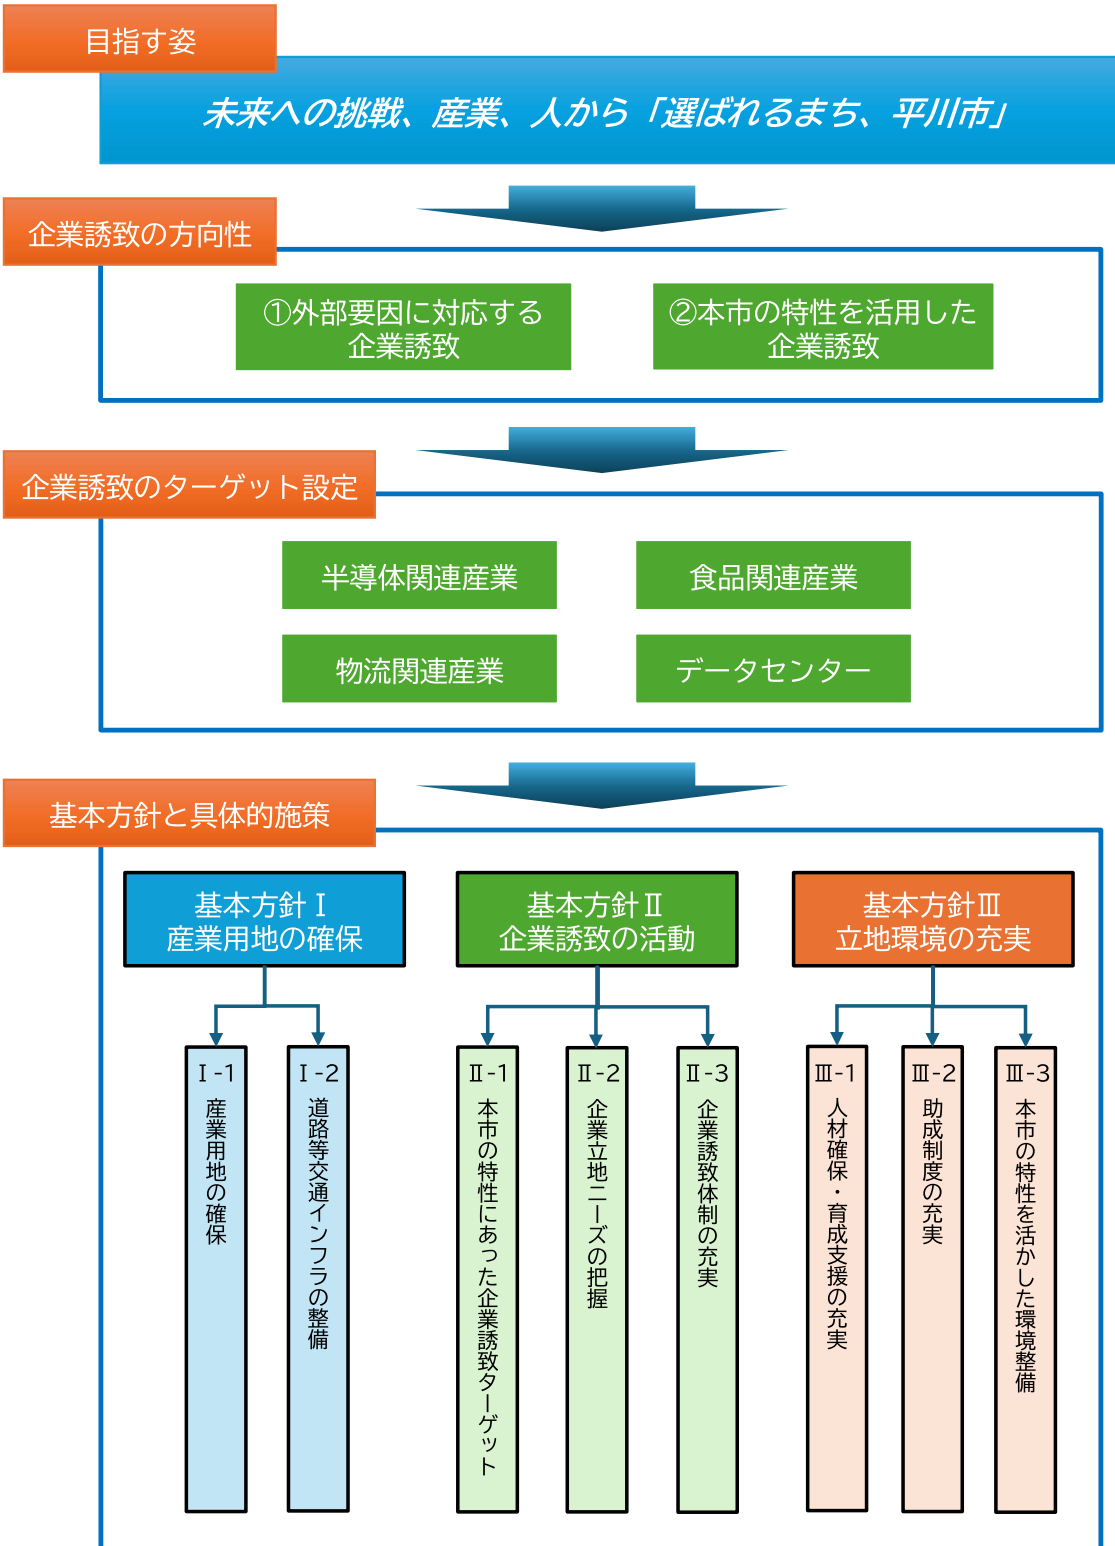 目指す姿
未来への挑戦、産業、人から「選ばれるまち、平川市」
企業誘致の方向性
①外部要因に対応する
企業誘致
②本市の特性を活用した
企業誘致
企業誘致のターゲット設定
半導体関連産業
食品関連産業
物流関連産業
データセンター
基本方針と具体的施策
基本方針Ⅰ
産業用地の確保
基本方針Ⅱ
企業誘致の活動
基本方針Ⅲ
立地環境の充実
Ⅰ-1
産業用地の確保
Ⅰ-2
道路等交通インフラの整備
Ⅱ-1
本市の特性にあった企業誘致ターゲット
Ⅱ-2
企業立地ニーズの把握
Ⅱ-3
企業誘致体制の充実
Ⅲ-1
人材確保・育成支援の充実
Ⅲ-2
助成制度の充実
Ⅲ-3
本市の特性を活かした環境整備